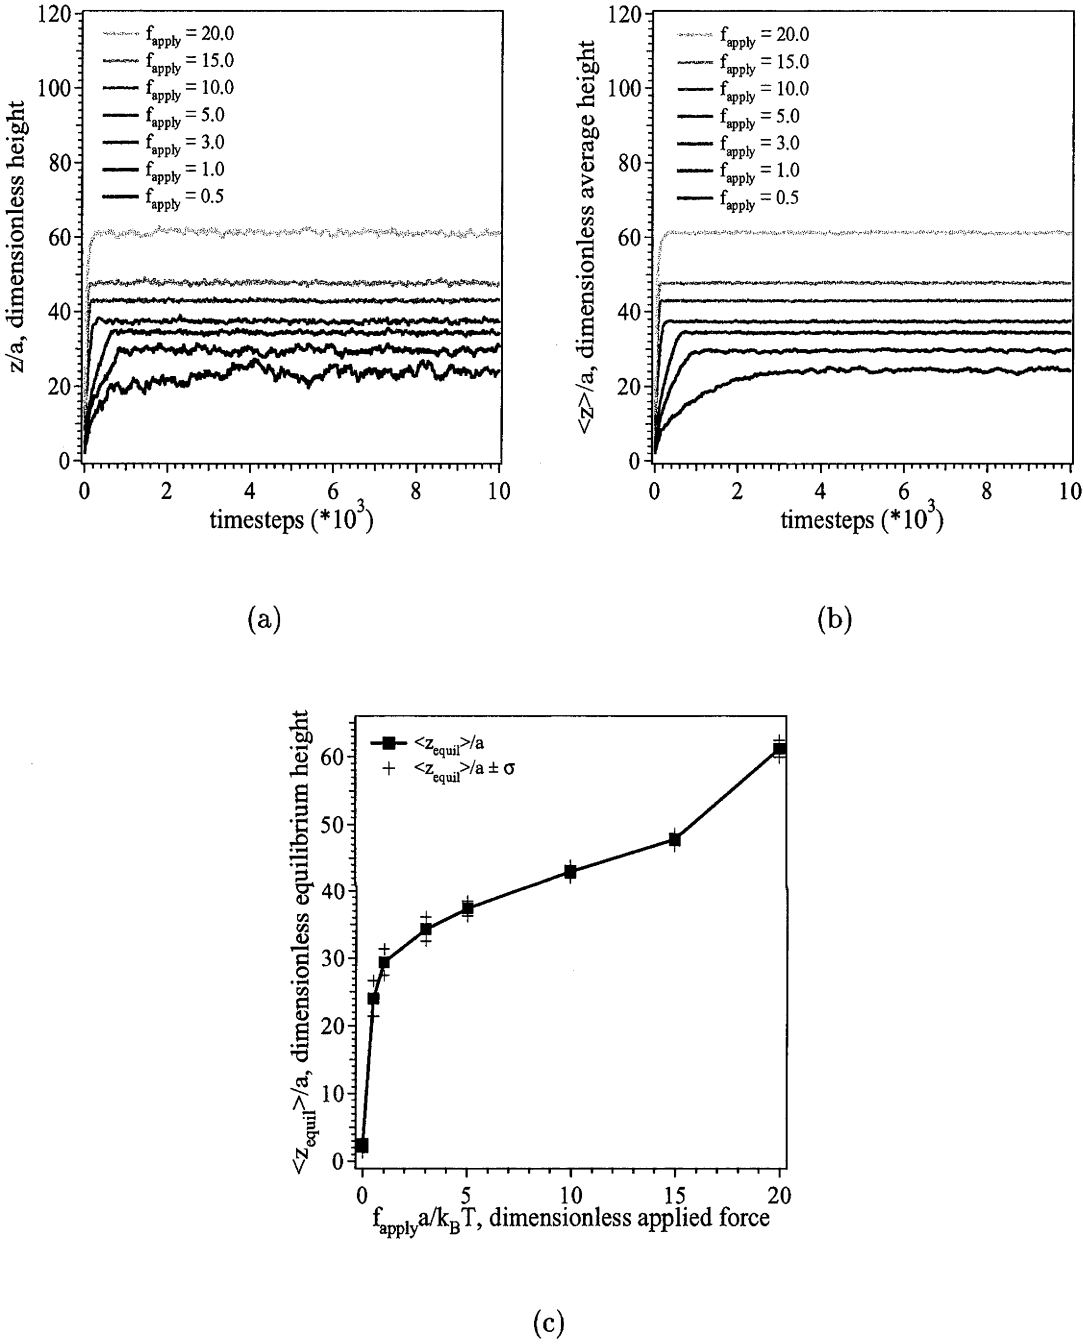 z/a, dimensionless height
120
100
80
60
40
20
0
f_apply = 20.0
f_apply = 15.0
f_apply = 10.0
f_apply = 5.0
f_apply = 3.0
f_apply = 1.0
f_apply = 0.5
0 2 4 6 8 10
timesteps (*10^3)
(a)
<z>/a, dimensionless average height
120
100
80
60
40
20
0
f_apply = 20.0
f_apply = 15.0
f_apply = 10.0
f_apply = 5.0
f_apply = 3.0
f_apply = 1.0
f_apply = 0.5
0 2 4 6 8 10
timesteps (*10^3)
(b)
<z_equil>/a, dimensionless equilibrium height
60
50
40
30
20
10
0
<z_equil>/a
<z_equil>/a ± σ
0 5 10 15 20
f_apply a/k_B T, dimensionless applied force
(c)